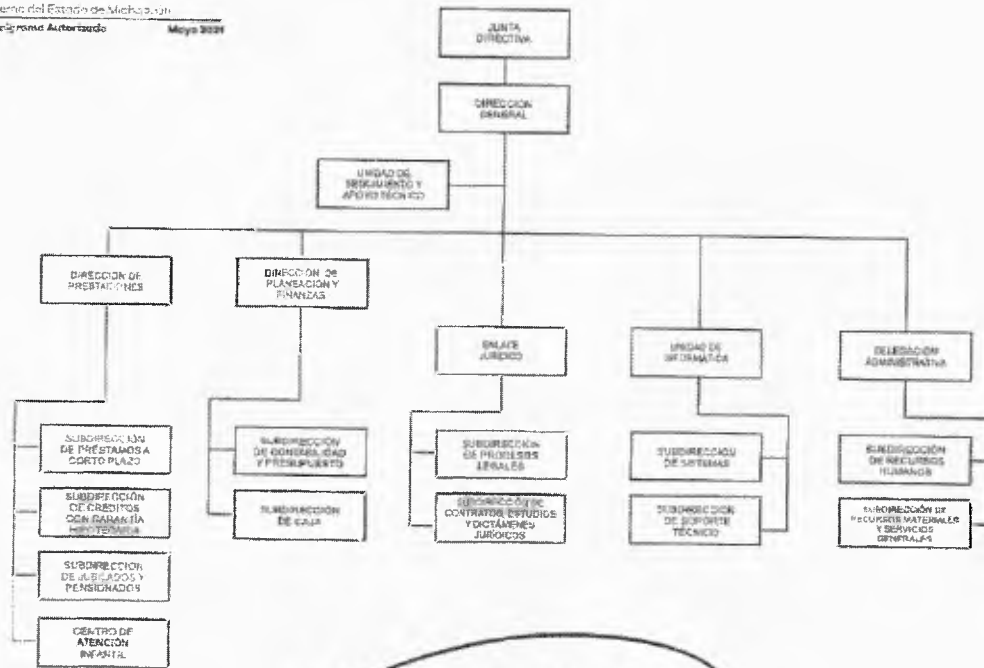 erno del Estado de Michoacán
Organigrama Autorizado Mayo 2021
JUNTA
DIRECTIVA
DIRECCIÓN
GENERAL
UNIDAD DE
SEGUIMIENTO Y
APOYO TÉCNICO
DIRECCIÓN DE
PRESTACIONES
DIRECCIÓN DE
PLANEACIÓN Y
FINANZAS
ENLACE
JURÍDICO
UNIDAD DE
INFORMÁTICA
DELEGACIÓN
ADMINISTRATIVA
SUBDIRECCIÓN
DE PRÉSTAMOS A
CORTO PLAZO
SUBDIRECCIÓN
DE CONTABILIDAD
Y PRESUPUESTO
SUBDIRECCIÓN
DE PROCESOS
LEGALES
SUBDIRECCIÓN
DE SISTEMAS
SUBDIRECCIÓN
DE RECURSOS
HUMANOS
SUBDIRECCIÓN
DE CRÉDITOS
CON GARANTÍA
HIPOTECARIA
SUBDIRECCIÓN
DE CAJA
SUBDIRECCIÓN DE
CONTRATOS, ESTUDIOS
Y DICTÁMENES
JURÍDICOS
SUBDIRECCIÓN
DE SOPORTE
TÉCNICO
SUBDIRECCIÓN DE
RECURSOS MATERIALES
Y SERVICIOS
GENERALES
SUBDIRECCIÓN
DE JUBILADOS Y
PENSIONADOS
CENTRO DE
ATENCIÓN
INFANTIL